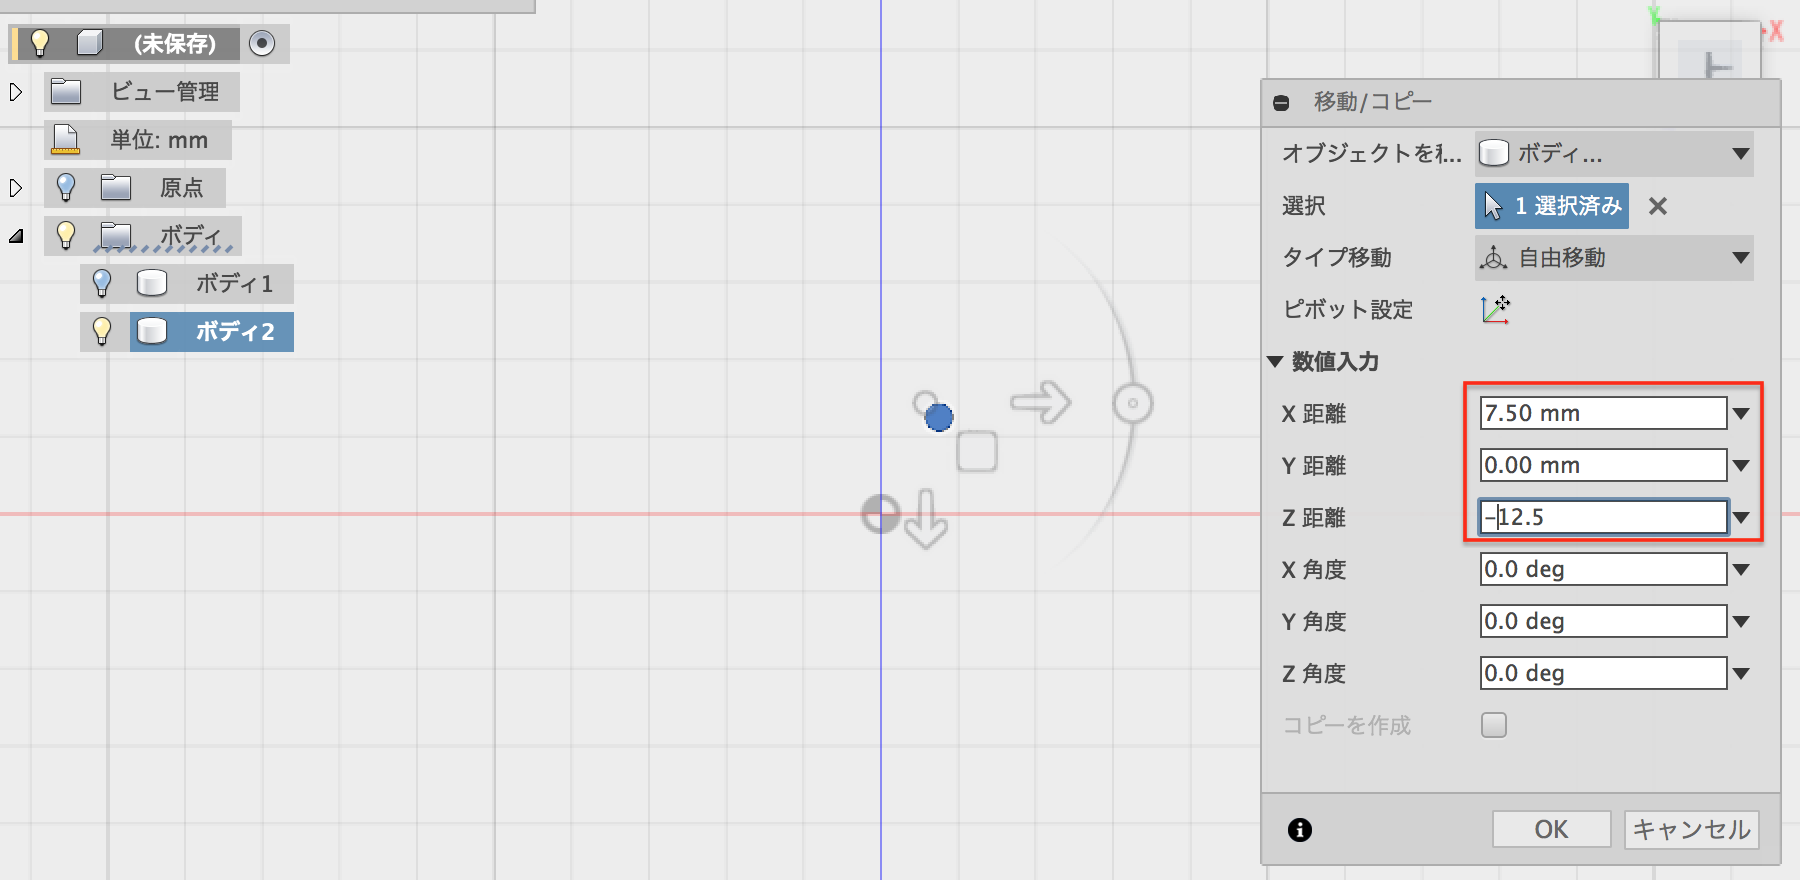 (未保存)
ビュー管理
単位: mm
原点
ボディ
ボディ1
ボディ2
Y
X
移動/コピー
オブジェクトを移...
ボディ...
選択
1 選択済み
タイプ移動
自由移動
ピボット設定
数値入力
X 距離
7.50 mm
Y 距離
0.00 mm
Z 距離
-12.5
X 角度
0.0 deg
Y 角度
0.0 deg
Z 角度
0.0 deg
コピーを作成
OK
キャンセル